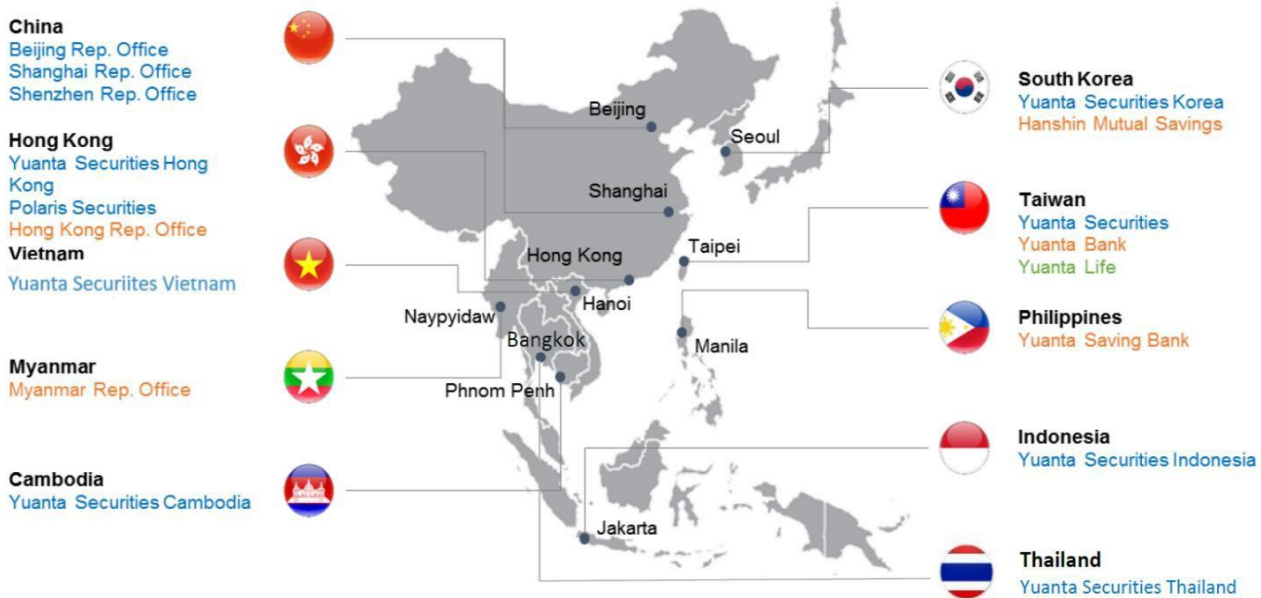 China
Beijing Rep. Office
Shanghai Rep. Office
Shenzhen Rep. Office
Hong Kong
Yuanta Securities Hong
Kong
Polaris Securities
Hong Kong Rep. Office
Vietnam
Yuanta Securiites Vietnam
Myanmar
Myanmar Rep. Office
Cambodia
Yuanta Securities Cambodia
Beijing
Seoul
Shanghai
Hong Kong
Taipei
Hanoi
Naypyidaw
Bangkok
Manila
Phnom Penh
Jakarta
South Korea
Yuanta Securities Korea
Hanshin Mutual Savings
Taiwan
Yuanta Securities
Yuanta Bank
Yuanta Life
Philippines
Yuanta Saving Bank
Indonesia
Yuanta Securities Indonesia
Thailand
Yuanta Securities Thailand